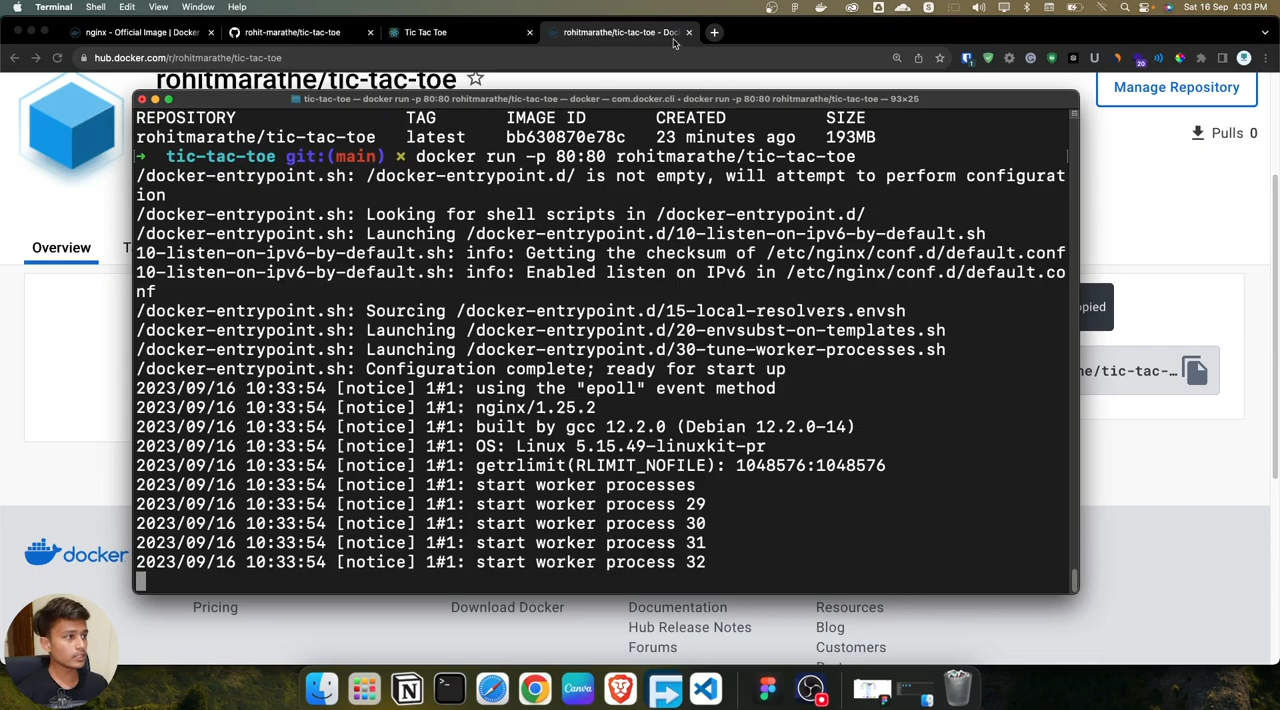 Terminal Shell Edit View Window Help
Sat 16 Sep 4:03 PM
nginx - Official Image | Docker
rohit-marathe/tic-tac-toe
Tic Tac Toe
rohitmarathe/tic-tac-toe - Doc
hub.docker.com/r/rohitmarathe/tic-tac-toe
20
rohitmarathe/tic-tac-toe
Manage Repository
Pulls 0
Overview T
tic-tac-toe — docker run -p 80:80 rohitmarathe/tic-tac-toe — docker — com.docker.cli • docker run -p 80:80 rohitmarathe/tic-tac-toe — 93×25
REPOSITORY TAG IMAGE ID CREATED SIZE
rohitmarathe/tic-tac-toe latest bb630870e78c 23 minutes ago 193MB
→ tic-tac-toe git:(main) × docker run -p 80:80 rohitmarathe/tic-tac-toe
/docker-entrypoint.sh: /docker-entrypoint.d/ is not empty, will attempt to perform configurat
ion
/docker-entrypoint.sh: Looking for shell scripts in /docker-entrypoint.d/
/docker-entrypoint.sh: Launching /docker-entrypoint.d/10-listen-on-ipv6-by-default.sh
10-listen-on-ipv6-by-default.sh: info: Getting the checksum of /etc/nginx/conf.d/default.conf
10-listen-on-ipv6-by-default.sh: info: Enabled listen on IPv6 in /etc/nginx/conf.d/default.co
nf
/docker-entrypoint.sh: Sourcing /docker-entrypoint.d/15-local-resolvers.envsh
/docker-entrypoint.sh: Launching /docker-entrypoint.d/20-envsubst-on-templates.sh
/docker-entrypoint.sh: Launching /docker-entrypoint.d/30-tune-worker-processes.sh
/docker-entrypoint.sh: Configuration complete; ready for start up
2023/09/16 10:33:54 [notice] 1#1: using the "epoll" event method
2023/09/16 10:33:54 [notice] 1#1: nginx/1.25.2
2023/09/16 10:33:54 [notice] 1#1: built by gcc 12.2.0 (Debian 12.2.0-14)
2023/09/16 10:33:54 [notice] 1#1: OS: Linux 5.15.49-linuxkit-pr
2023/09/16 10:33:54 [notice] 1#1: getrlimit(RLIMIT_NOFILE): 1048576:1048576
2023/09/16 10:33:54 [notice] 1#1: start worker processes
2023/09/16 10:33:54 [notice] 1#1: start worker process 29
2023/09/16 10:33:54 [notice] 1#1: start worker process 30
2023/09/16 10:33:54 [notice] 1#1: start worker process 31
2023/09/16 10:33:54 [notice] 1#1: start worker process 32
pied
he/tic-tac-...
docker
Pricing Download Docker Documentation Resources
Hub Release Notes Blog
Forums Customers
Canva